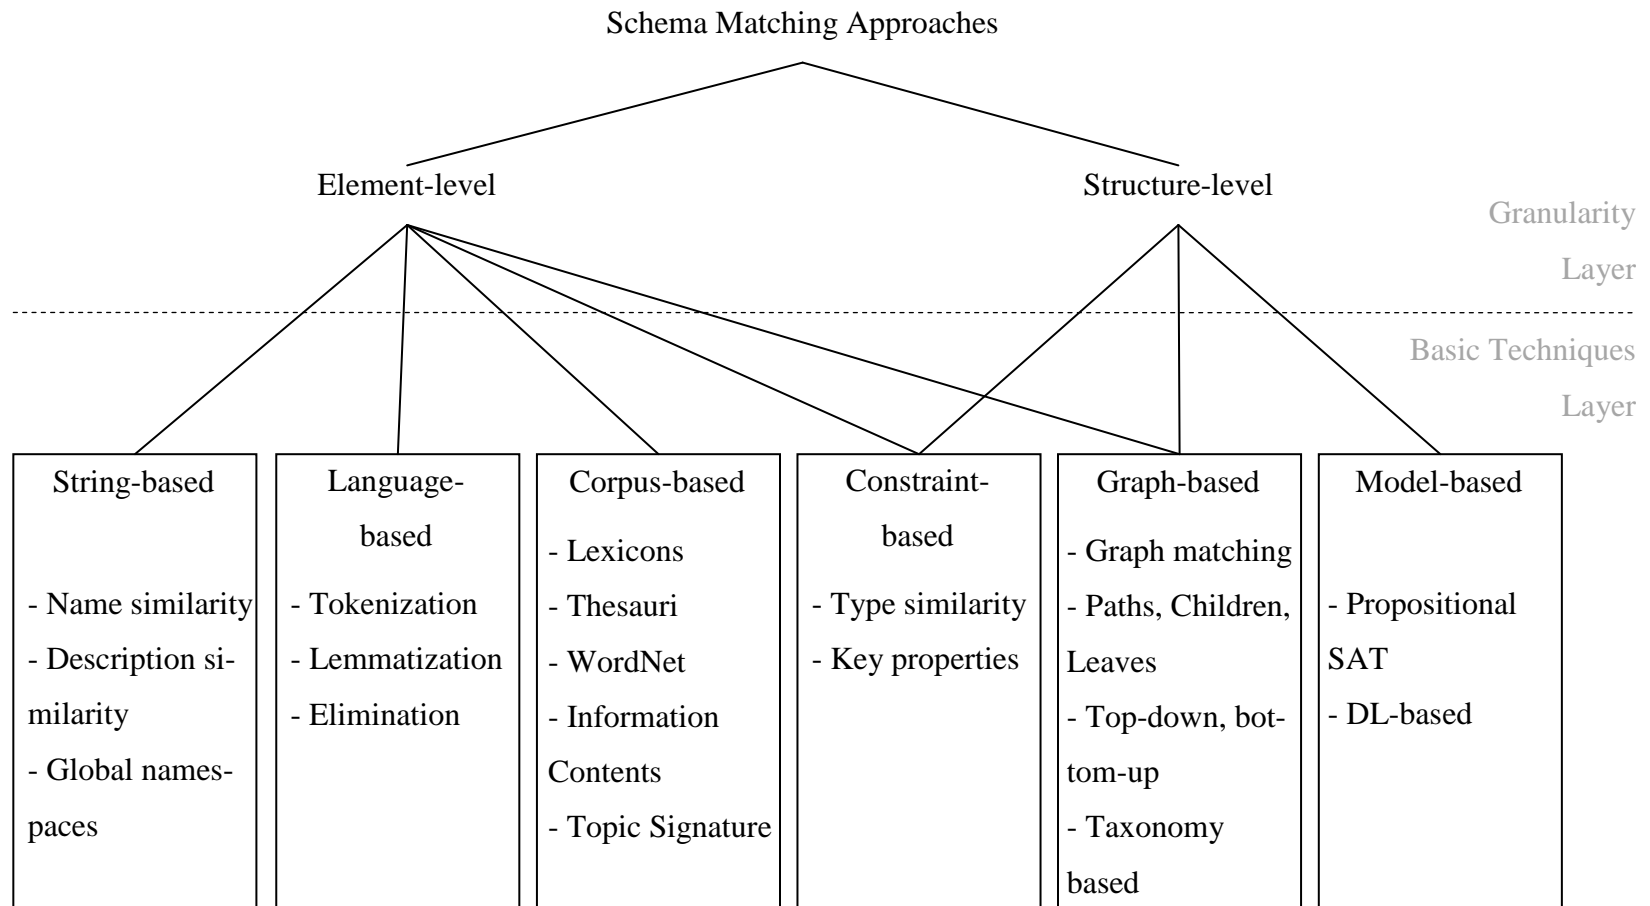 Schema Matching Approaches
Element-level
Structure-level
Granularity
Layer
Basic Techniques
Layer
String-based
- Name similarity
- Description si-
milarity
- Global names-
paces
Language-
based
- Tokenization
- Lemmatization
- Elimination
Corpus-based
- Lexicons
- Thesauri
- WordNet
- Information
Contents
- Topic Signature
Constraint-
based
- Type similarity
- Key properties
Graph-based
- Graph matching
- Paths, Children,
Leaves
- Top-down, bot-
tom-up
- Taxonomy
based
Model-based
- Propositional
SAT
- DL-based